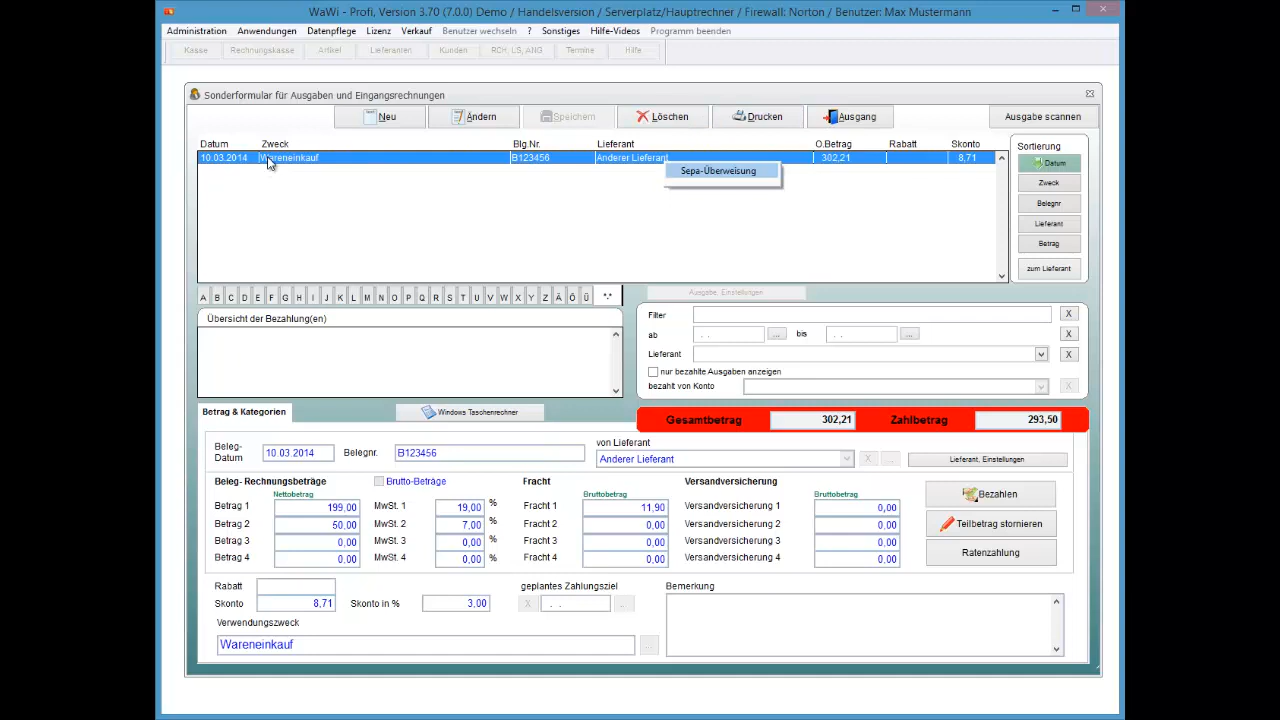 WaWi - Profi, Version 3.70 (7.0.0) Demo / Handelsversion / Serverplatz/Hauptrechner / Firewall: Norton / Benutzer: Max Mustermann
Administration Anwendungen Datenpflege Lizenz Verkauf Benutzer wechseln ? Sonstiges Hilfe-Videos Programm beenden
Kasse Rechnungskasse Artikel Lieferanten Kunden RCH, LS, ANG Termine Hilfe
Sonderformular für Ausgaben und Eingangsrechnungen
Neu Ändern Speichern Löschen Drucken Ausgang Ausgabe scannen
Datum Zweck Blg.Nr. Lieferant O.Betrag Rabatt Skonto
10.03.2014 Wareneinkauf B123456 Anderer Lieferant 302,21 8,71
Sepa-Überweisung
Sortierung
Datum
Zweck
Belegnr
Lieferant
Betrag
zum Lieferant
A B C D E F G H I J K L M N O P Q R S T U V W X Y Z Ä Ö Ü *.*
Ausgabe, Einstellungen
Übersicht der Bezahlung(en)
Filter X
ab . . ... bis . . ... X
Lieferant X
nur bezahlte Ausgaben anzeigen
bezahlt von Konto X
Betrag & Kategorien Windows Taschenrechner
Gesamtbetrag 302,21 Zahlbetrag 293,50
Beleg-Datum 10.03.2014 Belegnr. B123456 von Lieferant Anderer Lieferant X ... Lieferant, Einstellungen
Beleg- Rechnungsbeträge Brutto-Beträge Fracht Versandversicherung
Nettobetrag Bruttobetrag Bruttobetrag
Betrag 1 199,00 MwSt. 1 19,00 % Fracht 1 11,90 Versandversicherung 1 0,00
Betrag 2 50,00 MwSt. 2 7,00 % Fracht 2 0,00 Versandversicherung 2 0,00
Betrag 3 0,00 MwSt. 3 0,00 % Fracht 3 0,00 Versandversicherung 3 0,00
Betrag 4 0,00 MwSt. 4 0,00 % Fracht 4 0,00 Versandversicherung 4 0,00
Bezahlen
Teilbetrag stornieren
Ratenzahlung
Rabatt geplantes Zahlungsziel Bemerkung
Skonto 8,71 Skonto in % 3,00 X . . ...
Verwendungszweck
Wareneinkauf ...